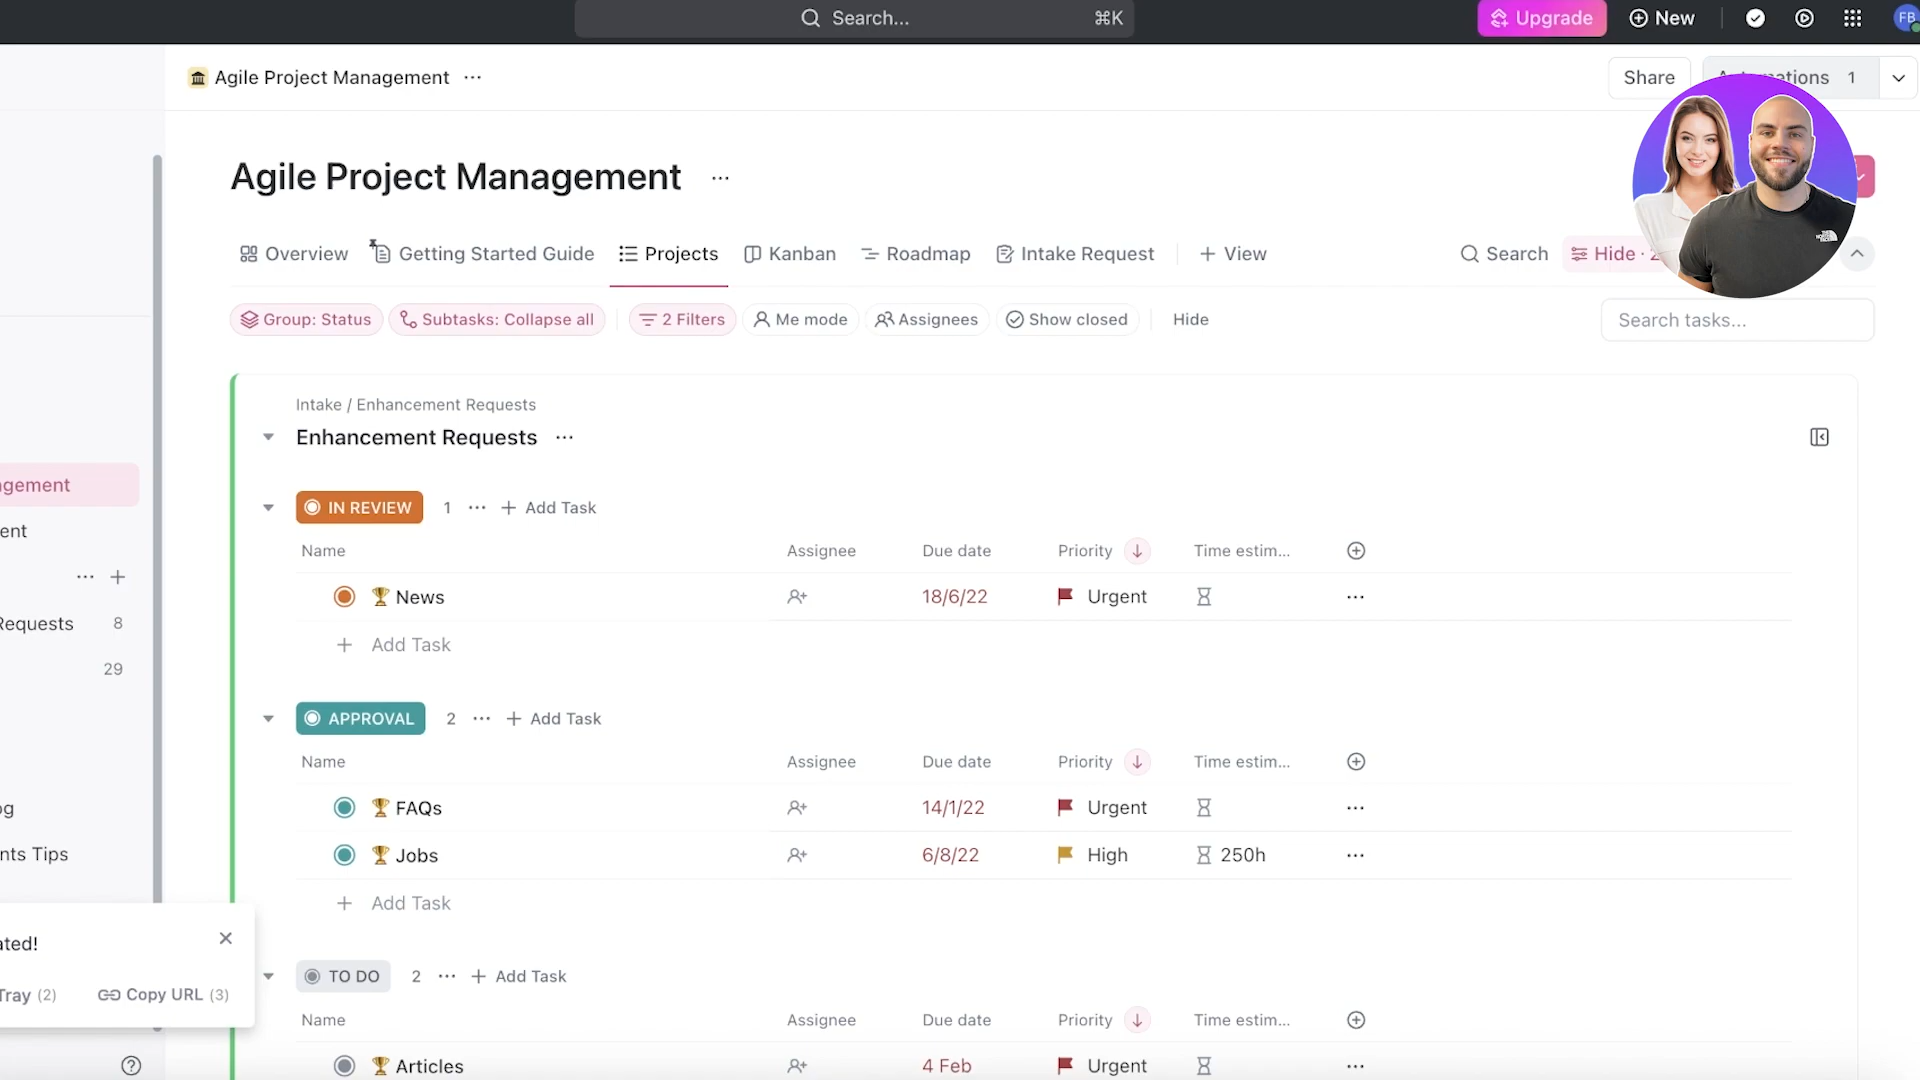 Search... ⌘K Upgrade New FB
Agile Project Management ... Share 1
Agile Project Management ...
Overview Getting Started Guide Projects Kanban Roadmap Intake Request + View Search Hide ·
Group: Status Subtasks: Collapse all 2 Filters Me mode Assignees Show closed Hide Search tasks...
Intake / Enhancement Requests
Enhancement Requests ...
IN REVIEW 1 ... + Add Task
Name Assignee Due date Priority Time estim...
News 18/6/22 Urgent ...
+ Add Task
APPROVAL 2 ... + Add Task
Name Assignee Due date Priority Time estim...
FAQs 14/1/22 Urgent ...
Jobs 6/8/22 High 250h ...
+ Add Task
TO DO 2 ... + Add Task
Name Assignee Due date Priority Time estim...
Articles 4 Feb Urgent ...
agement
ent
... +
Requests 8
29
og
nts Tips
ated!
Tray (2) Copy URL (3)